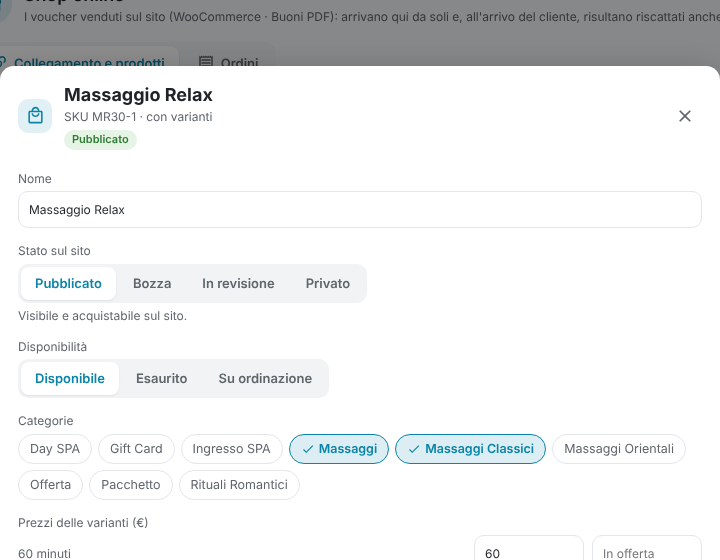 Shop online
I voucher venduti sul sito (WooCommerce · Buoni PDF): arrivano qui da soli e, all'arrivo del cliente, risultano riscattati anche
Collegamento e prodotti
Ordini
Massaggio Relax
SKU MR30-1 · con varianti
Pubblicato
Nome
Massaggio Relax
Stato sul sito
Pubblicato Bozza In revisione Privato
Visibile e acquistabile sul sito.
Disponibilità
Disponibile Esaurito Su ordinazione
Categorie
Day SPA Gift Card Ingresso SPA Massaggi Massaggi Classici Massaggi Orientali
Offerta Pacchetto Rituali Romantici
Prezzi delle varianti (€)
60 minuti 60 In offerta